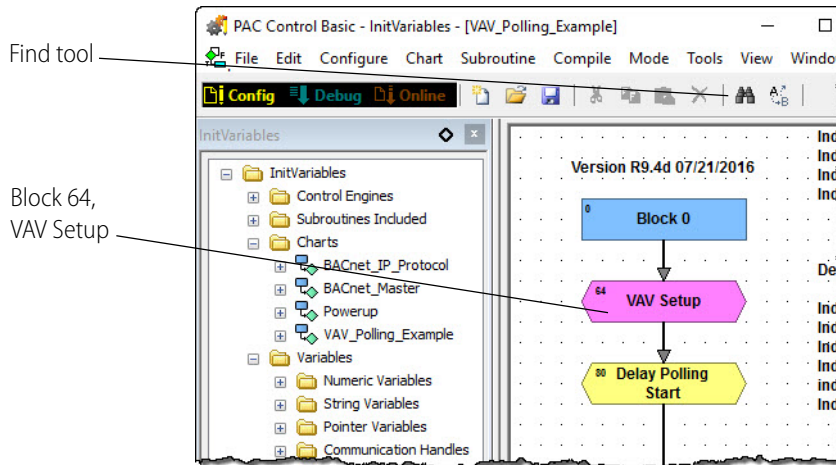 PAC Control Basic - InitVariables - [VAV_Polling_Example]
Find tool
File Edit Configure Chart Subroutine Compile Mode Tools View Window
Config Debug Online
InitVariables
InitVariables
Control Engines
Subroutines Included
Charts
BACnet_IP_Protocol
BACnet_Master
Powerup
VAV_Polling_Example
Variables
Numeric Variables
String Variables
Pointer Variables
Communication Handles
Block 64,
VAV Setup
Version R9.4d 07/21/2016
0
Block 0
64
VAV Setup
80
Delay Polling
Start